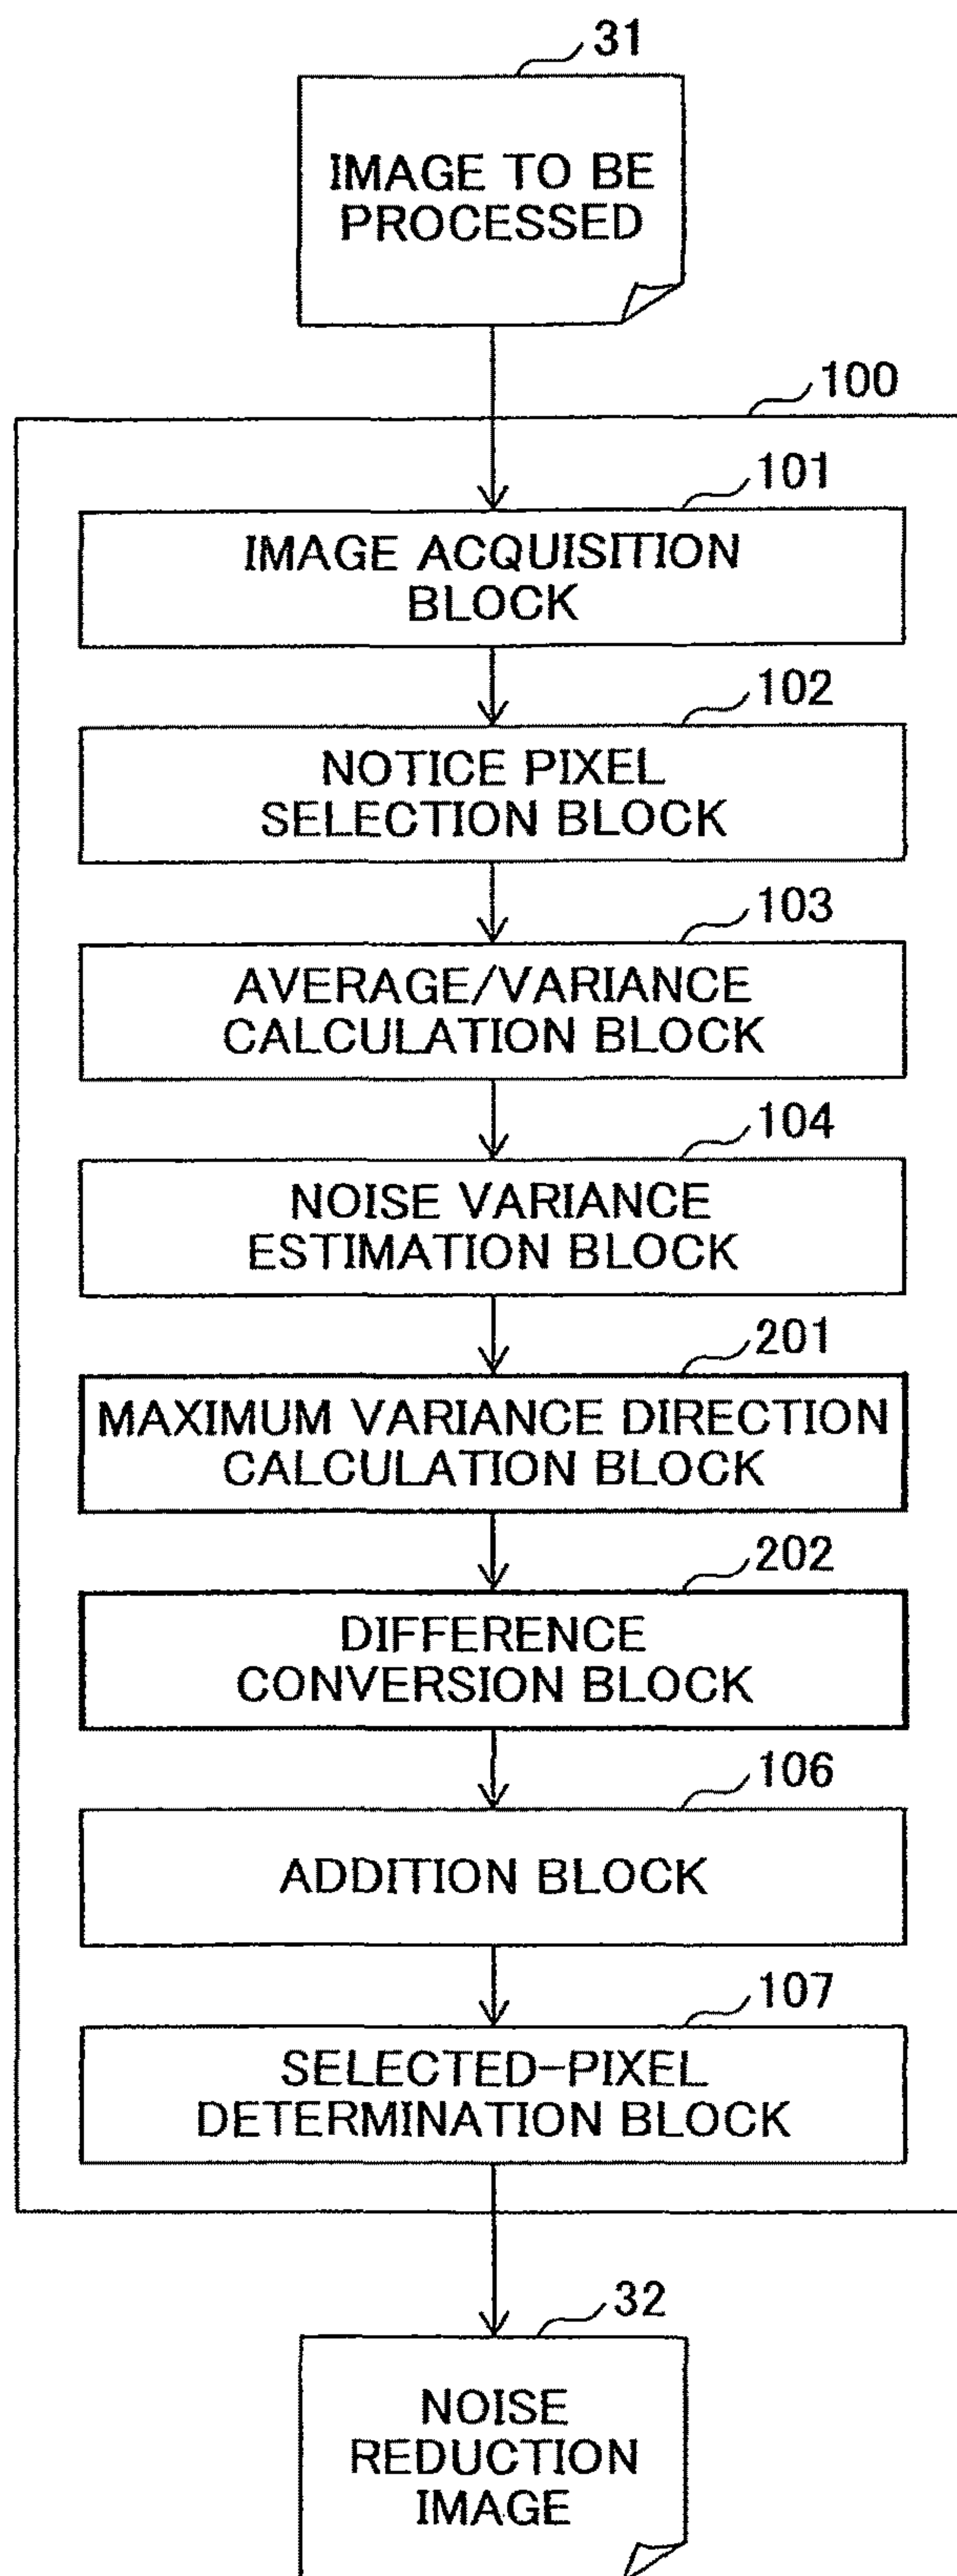 31
IMAGE TO BE
PROCESSED
100
101
IMAGE ACQUISITION
BLOCK
102
NOTICE PIXEL
SELECTION BLOCK
103
AVERAGE/VARIANCE
CALCULATION BLOCK
104
NOISE VARIANCE
ESTIMATION BLOCK
201
MAXIMUM VARIANCE DIRECTION
CALCULATION BLOCK
202
DIFFERENCE
CONVERSION BLOCK
106
ADDITION BLOCK
107
SELECTED-PIXEL
DETERMINATION BLOCK
32
NOISE
REDUCTION
IMAGE